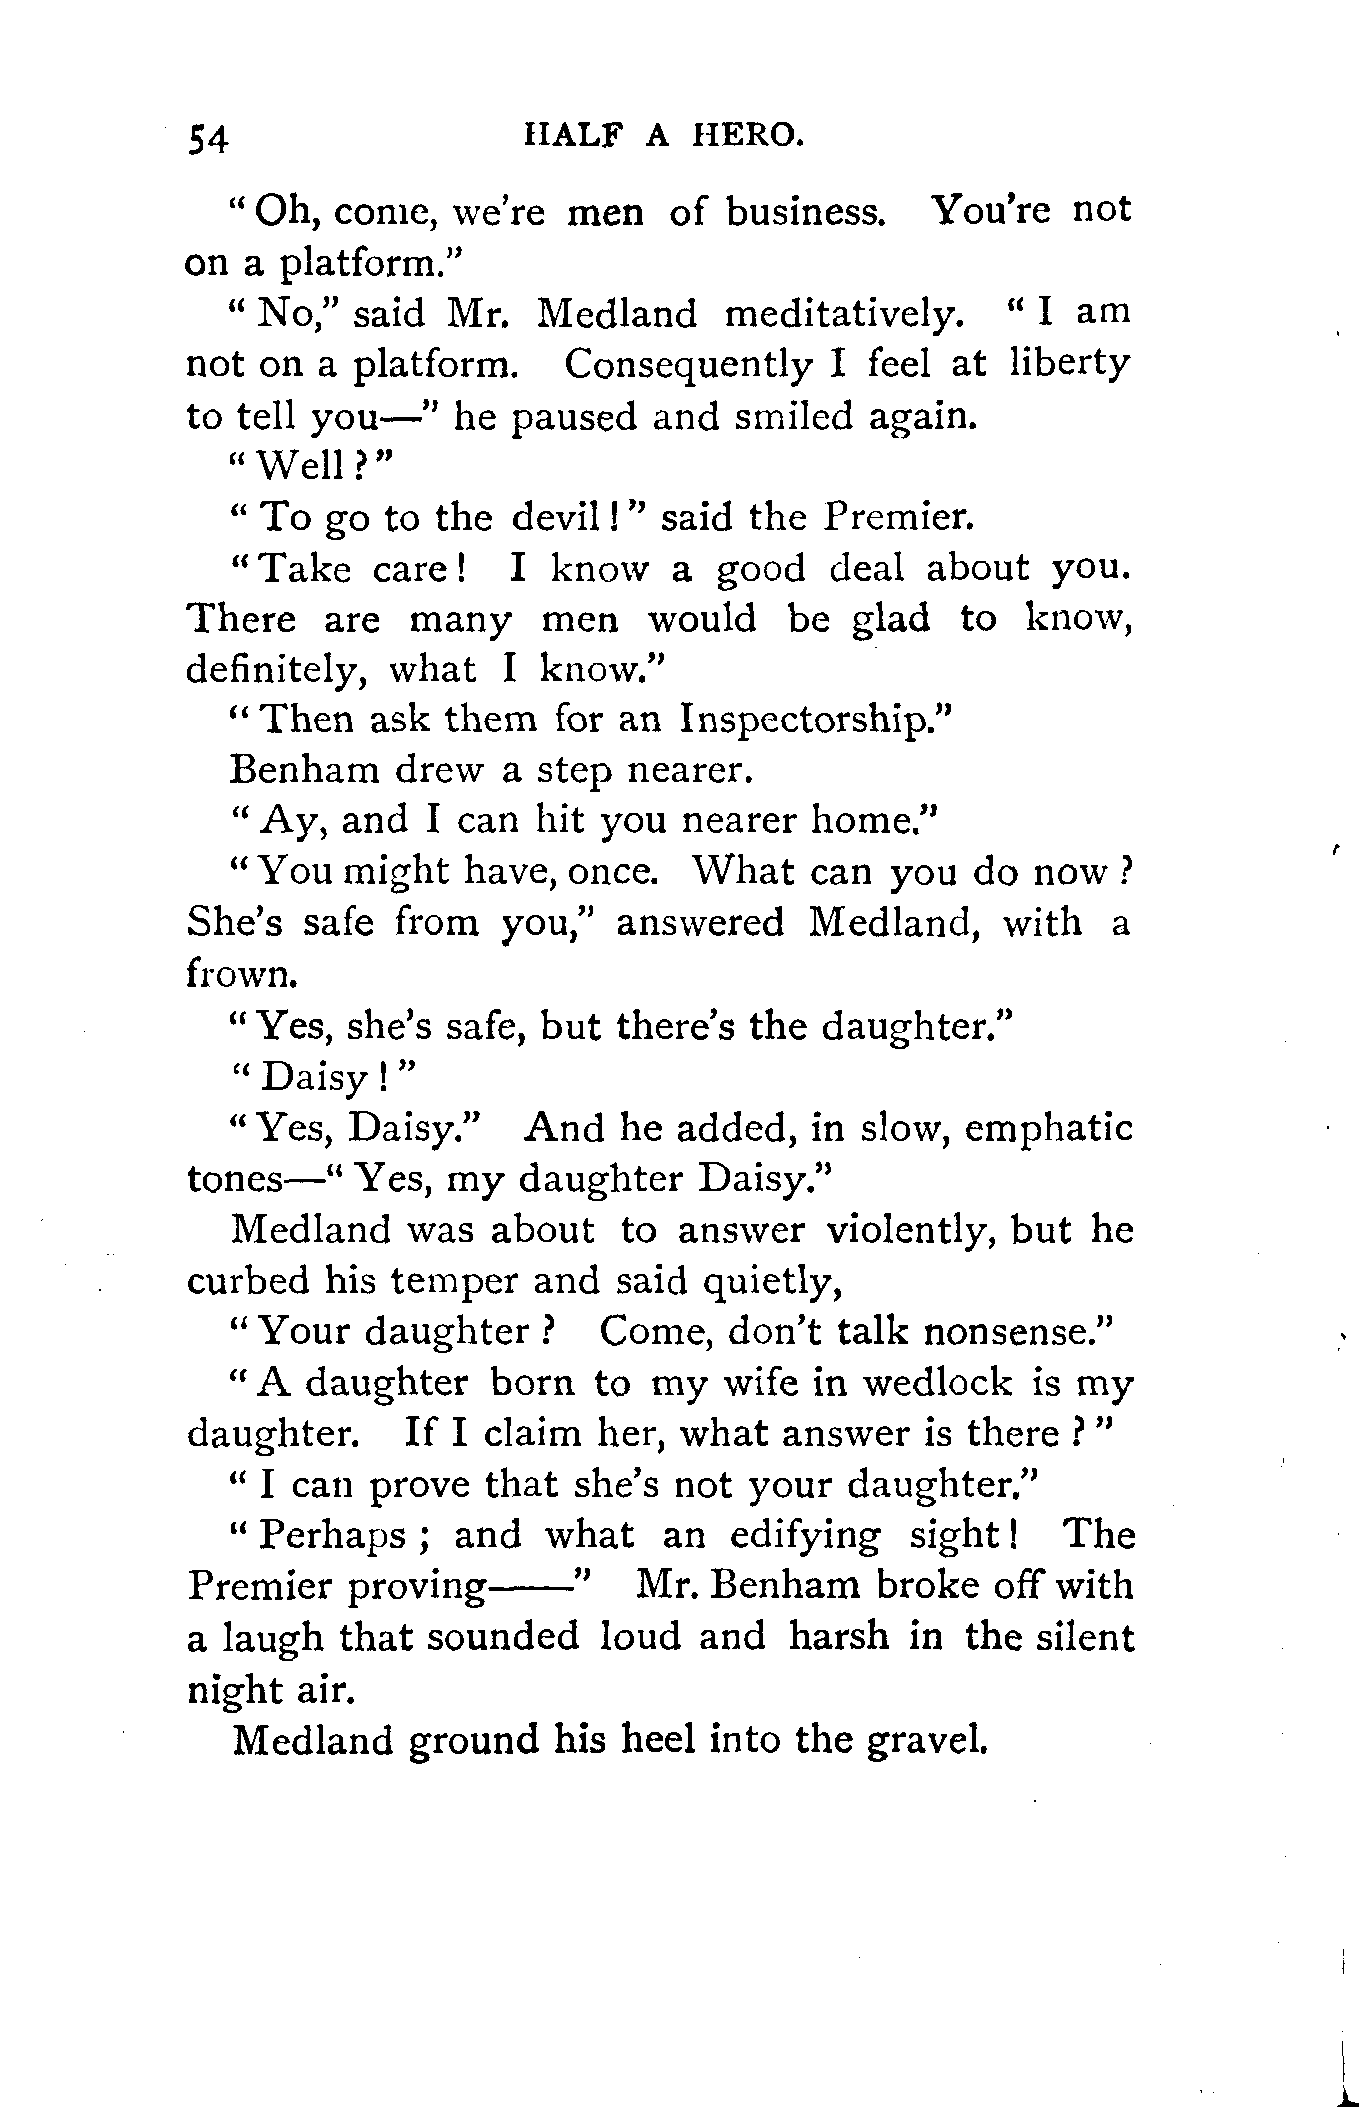 54 HALF A HERO.
“ Oh, come, we’re men of business. You’re not
on a platform.”
“ No,” said Mr. Medland meditatively. “ I am
not on a platform. Consequently I feel at liberty
to tell you—” he paused and smiled again.
“ Well ? ”
“ To go to the devil ! ” said the Premier.
“ Take care ! I know a good deal about you.
There are many men would be glad to know,
definitely, what I know.”
“ Then ask them for an Inspectorship.”
Benham drew a step nearer.
“ Ay, and I can hit you nearer home.”
“ You might have, once. What can you do now ?
She’s safe from you,” answered Medland, with a
frown.
“ Yes, she’s safe, but there’s the daughter.”
“ Daisy ! ”
“ Yes, Daisy.” And he added, in slow, emphatic
tones—“ Yes, my daughter Daisy.”
Medland was about to answer violently, but he
curbed his temper and said quietly,
“ Your daughter ? Come, don’t talk nonsense.”
“ A daughter born to my wife in wedlock is my
daughter. If I claim her, what answer is there ? ”
“ I can prove that she’s not your daughter.”
“ Perhaps ; and what an edifying sight ! The
Premier proving——” Mr. Benham broke off with
a laugh that sounded loud and harsh in the silent
night air.
Medland ground his heel into the gravel.